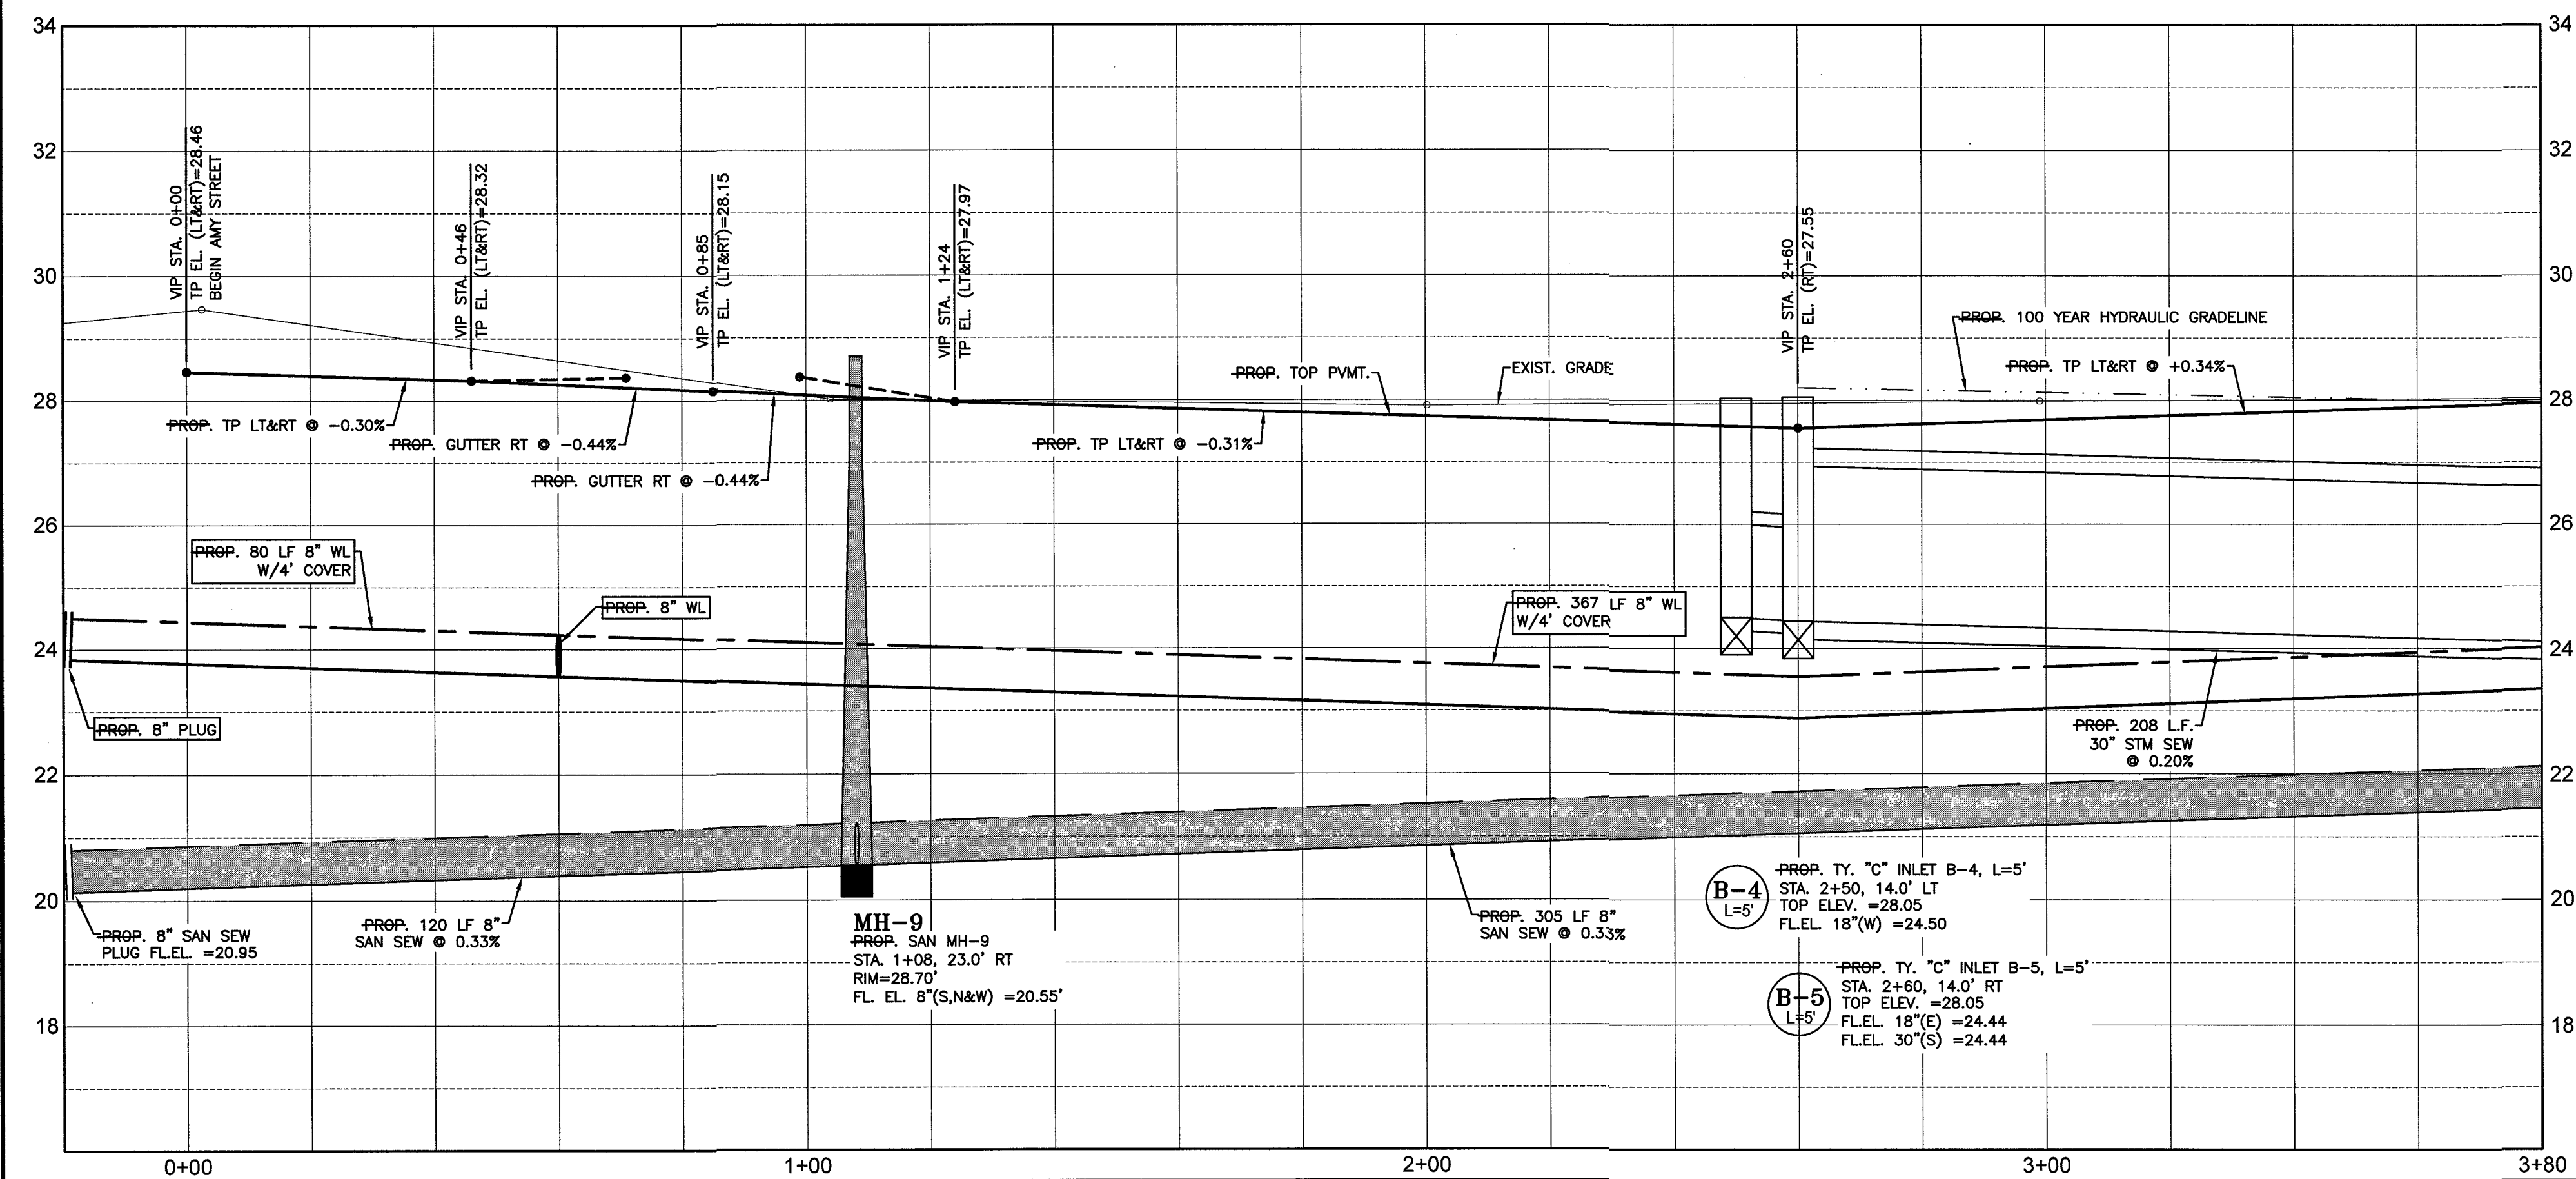 34
34
32
32
30
30
28
28
26
26
24
24
22
22
20
20
18
18
VIP STA. 0+00
TP EL. (LT&RT)=28.46
BEGIN AMY STREET
VIP STA. 0+46
TP EL. (LT&RT)=28.32
VIP STA. 0+85
TP EL. (LT&RT)=28.15
VIP STA. 1+24
TP EL. (LT&RT)=27.97
VIP STA. 2+60
TP EL. (RT)=27.55
PROP. 100 YEAR HYDRAULIC GRADELINE
PROP. TP LT&RT @ +0.34%
PROP. TOP PVMT.
EXIST. GRADE
PROP. TP LT&RT @ -0.30%
PROP. GUTTER RT @ -0.44%
PROP. GUTTER RT @ -0.44%
PROP. TP LT&RT @ -0.31%
PROP. 80 LF 8" WL
W/4' COVER
PROP. 8" WL
PROP. 367 LF 8" WL
W/4' COVER
PROP. 8" PLUG
PROP. 208 L.F.
30" STM SEW
@ 0.20%
PROP. 8" SAN SEW
PLUG FL.EL. =20.95
PROP. 120 LF 8"
SAN SEW @ 0.33%
MH-9
PROP. SAN MH-9
STA. 1+08, 23.0' RT
RIM=28.70'
FL. EL. 8"(S,N&W) =20.55'
PROP. 305 LF 8"
SAN SEW @ 0.33%
B-4
L=5'
PROP. TY. "C" INLET B-4, L=5'
STA. 2+50, 14.0' LT
TOP ELEV. =28.05
FL.EL. 18"(W) =24.50
B-5
L=5'
PROP. TY. "C" INLET B-5, L=5'
STA. 2+60, 14.0' RT
TOP ELEV. =28.05
FL.EL. 18"(E) =24.44
FL.EL. 30"(S) =24.44
0+00
1+00
2+00
3+00
3+80